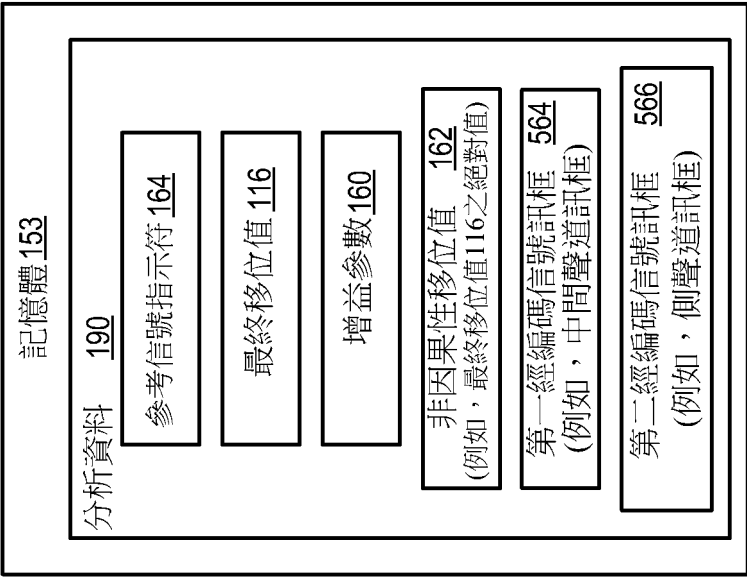 記憶體 153
分析資料 190
參考信號指示符 164
最終移位值 116
增益參數 160
非因果性移位值 162
(例如，最終移位值116之絕對值)
第一經編碼信號訊框 564
(例如，中間聲道訊框)
第二經編碼信號訊框 566
(例如，側聲道訊框)